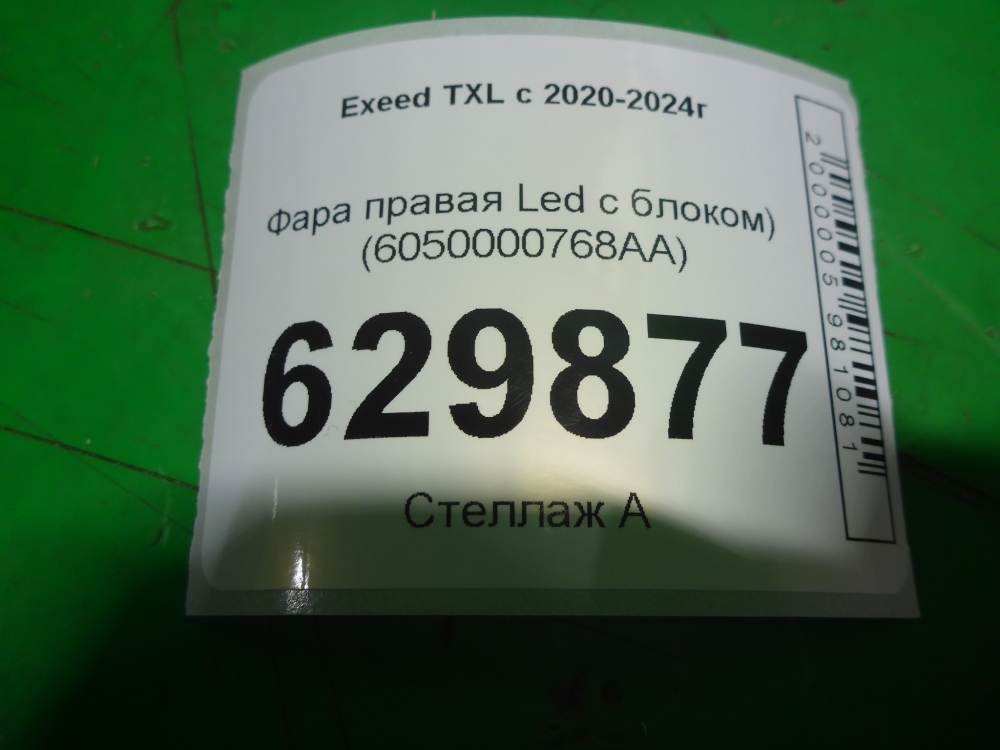 Exeed TXL с 2020-2024г
Фара правая Led с блоком)
(6050000768AA)
629877
Стеллаж А
2000005981081